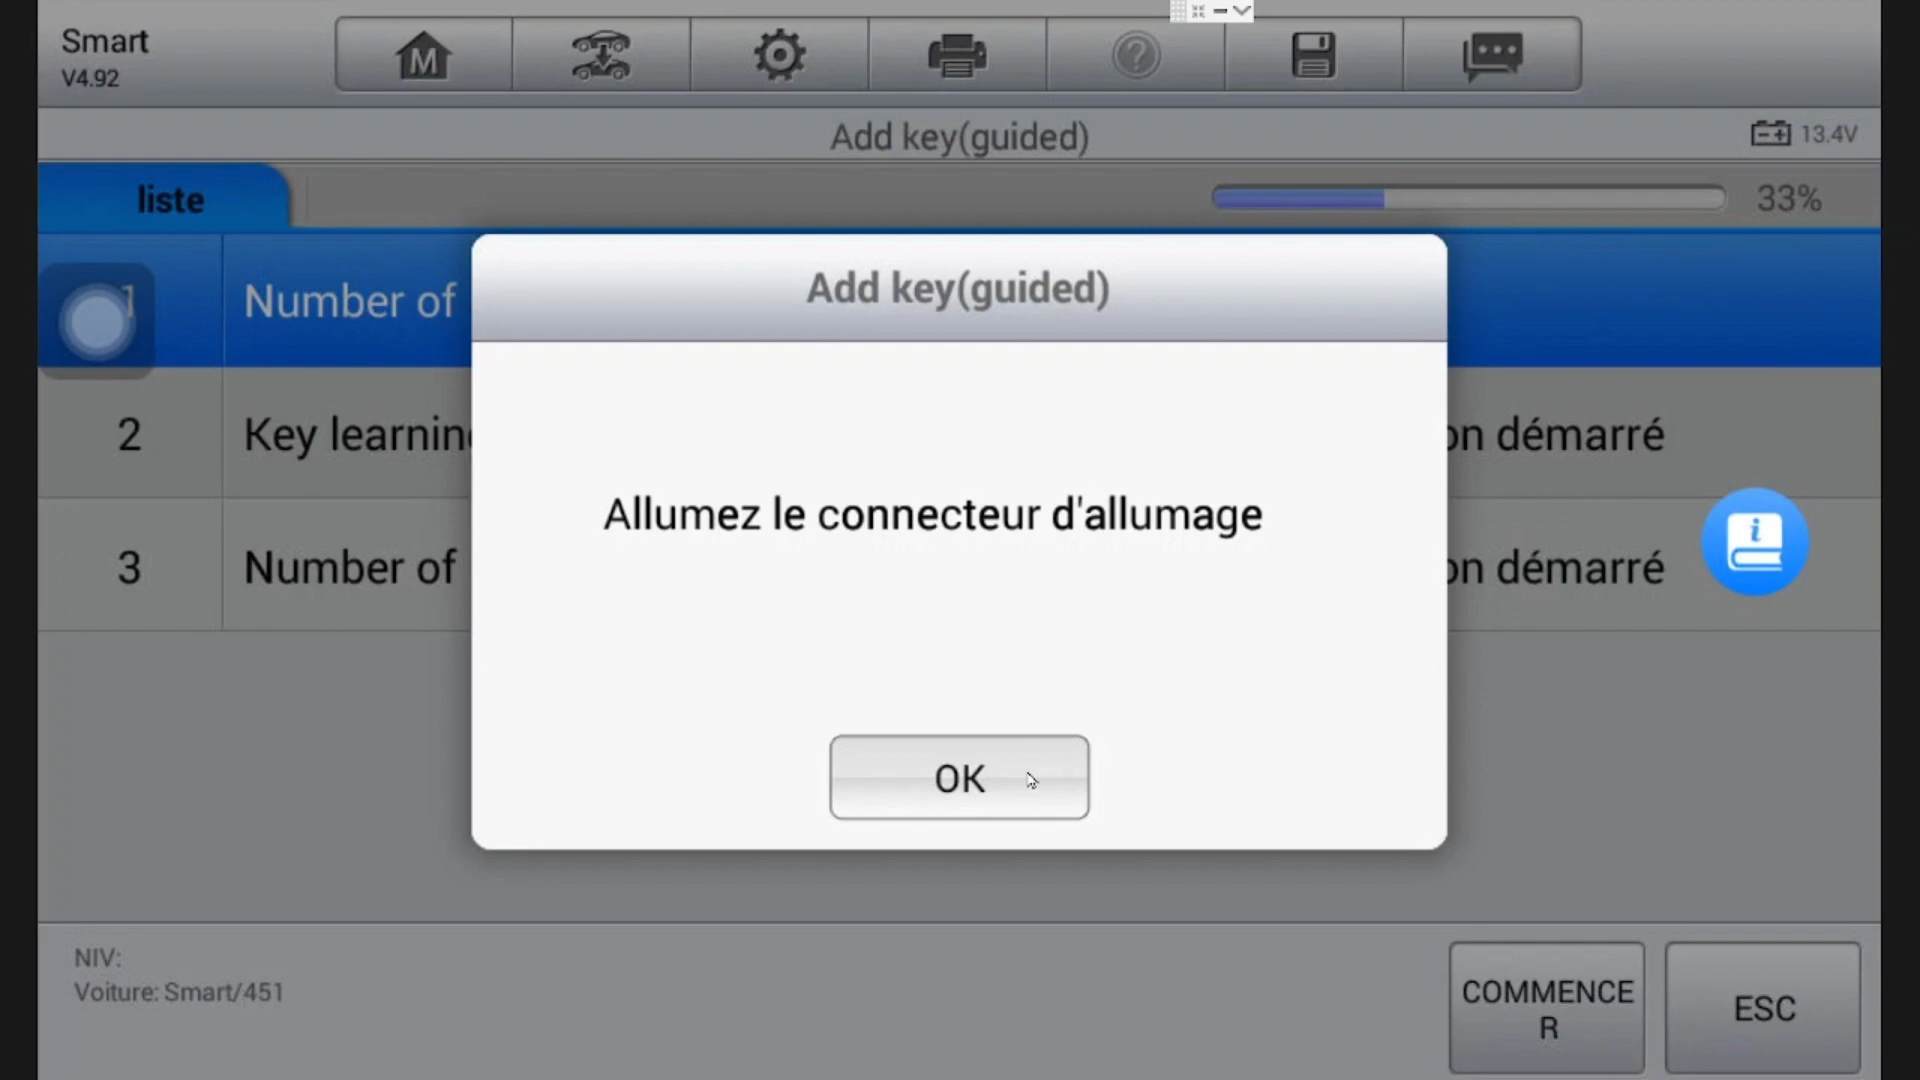 Smart
V4.92
M
Add key(guided)
13.4V
liste
33%
1
Number of
Add key(guided)
2
Key learnin
on démarré
3
Number of
on démarré
Allumez le connecteur d'allumage
OK
NIV:
Voiture: Smart/451
COMMENCE
R
ESC